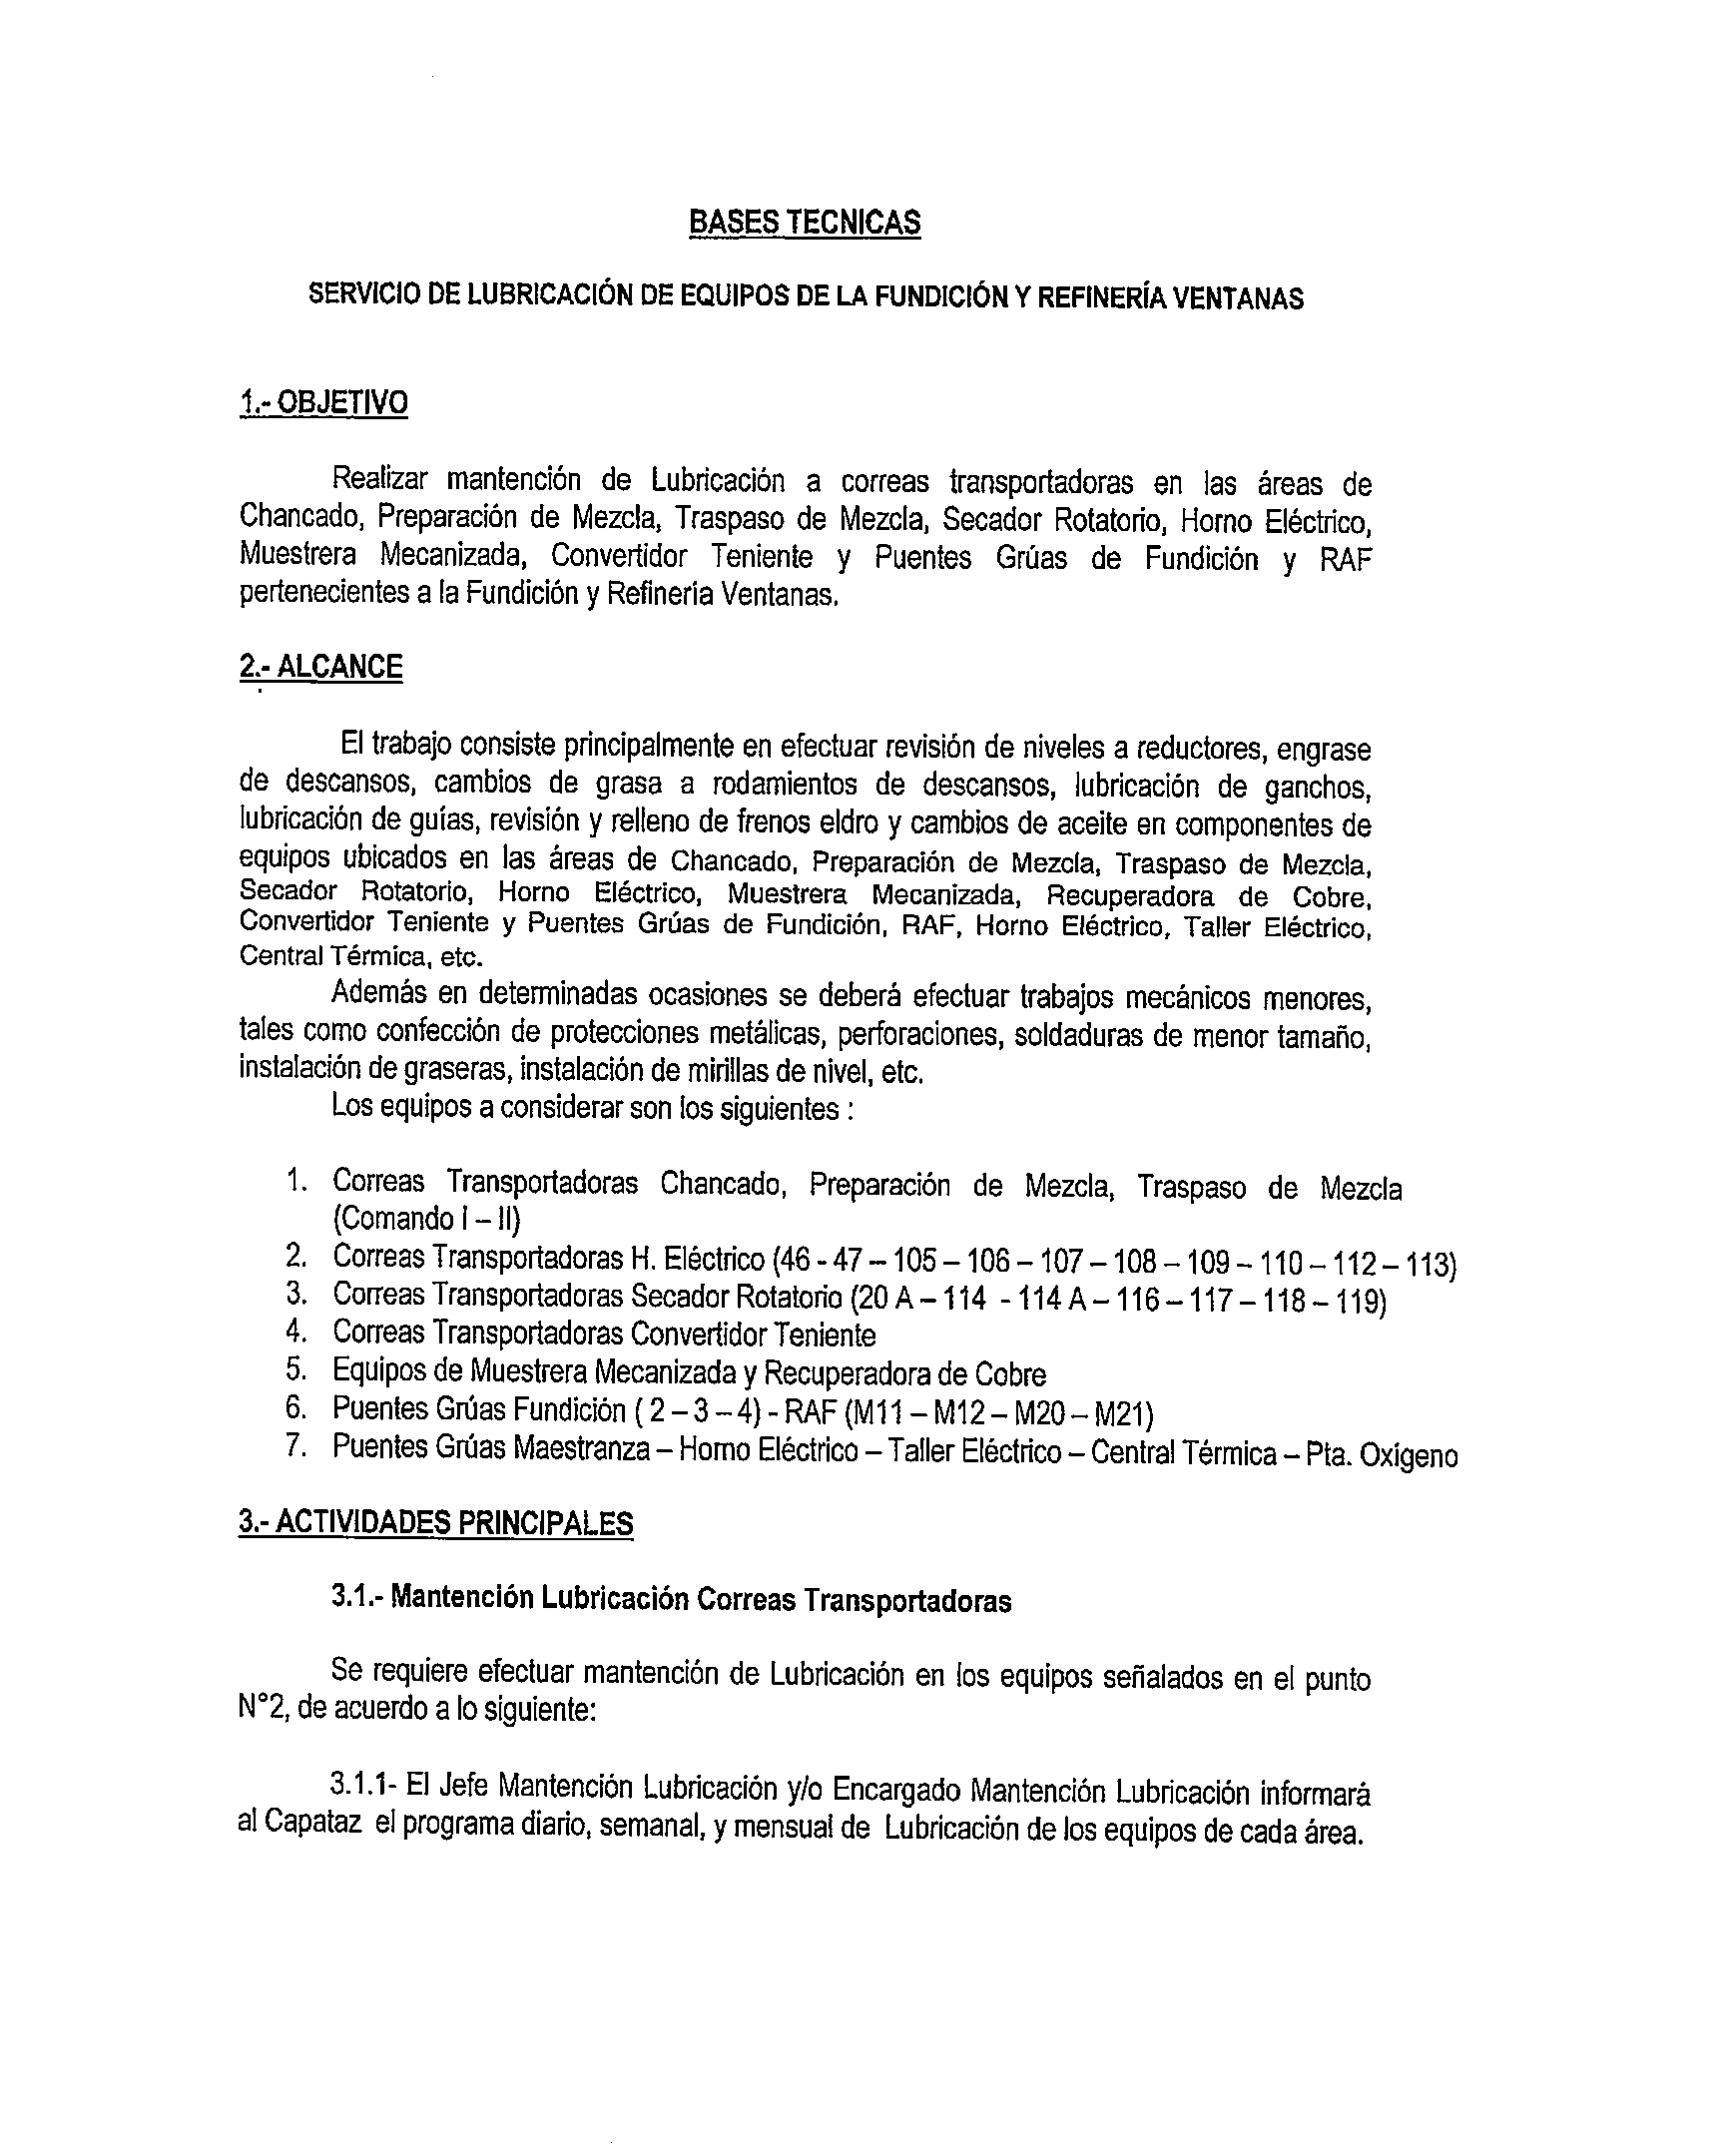 BASES TECNICAS
SERVICIO DE LUBRICACIÓN DE EQUIPOS DE LA FUNDICIÓN Y REFINERÍA VENTANAS
1.- OBJETIVO
Realizar mantención de Lubricación a correas transportadoras en las áreas de
Chancado, Preparación de Mezcla, Traspaso de Mezcla, Secador Rotatorio, Horno Eléctrico,
Muestrera Mecanizada, Convertidor Teniente y Puentes Grúas de Fundición y RAF
pertenecientes a la Fundición y Refineria Ventanas.
2.- ALCANCE
El trabajo consiste principalmente en efectuar revisión de niveles a reductores, engrase
de descansos, cambios de grasa a rodamientos de descansos, lubricación de ganchos,
lubricación de guías, revisión y relleno de frenos eldro y cambios de aceite en componentes de
equipos ubicados en las áreas de Chancado, Preparación de Mezcla, Traspaso de Mezcla,
Secador Rotatorio, Horno Eléctrico, Muestrera Mecanizada, Recuperadora de Cobre,
Convertidor Teniente y Puentes Grúas de Fundición, RAF, Horno Eléctrico, Taller Eléctrico,
Central Térmica, etc.
Además en determinadas ocasiones se deberá efectuar trabajos mecánicos menores,
tales como confección de protecciones metálicas, perforaciones, soldaduras de menor tamaño,
instalación de graseras, instalación de mirillas de nivel, etc.
Los equipos a considerar son los siguientes :
1. Correas Transportadoras Chancado, Preparación de Mezcla, Traspaso de Mezcla
(Comando I – II)
2. Correas Transportadoras H. Eléctrico (46 - 47 – 105 – 106 – 107 – 108 – 109 – 110 – 112 – 113)
3. Correas Transportadoras Secador Rotatorio (20 A – 114 - 114 A – 116 – 117 – 118 – 119)
4. Correas Transportadoras Convertidor Teniente
5. Equipos de Muestrera Mecanizada y Recuperadora de Cobre
6. Puentes Grúas Fundición ( 2 – 3 – 4) - RAF (M11 – M12 – M20 – M21)
7. Puentes Grúas Maestranza – Horno Eléctrico – Taller Eléctrico – Central Térmica – Pta. Oxígeno
3.- ACTIVIDADES PRINCIPALES
3.1.- Mantención Lubricación Correas Transportadoras
Se requiere efectuar mantención de Lubricación en los equipos señalados en el punto
N°2, de acuerdo a lo siguiente:
3.1.1- El Jefe Mantención Lubricación y/o Encargado Mantención Lubricación informará
al Capataz el programa diario, semanal, y mensual de Lubricación de los equipos de cada área.